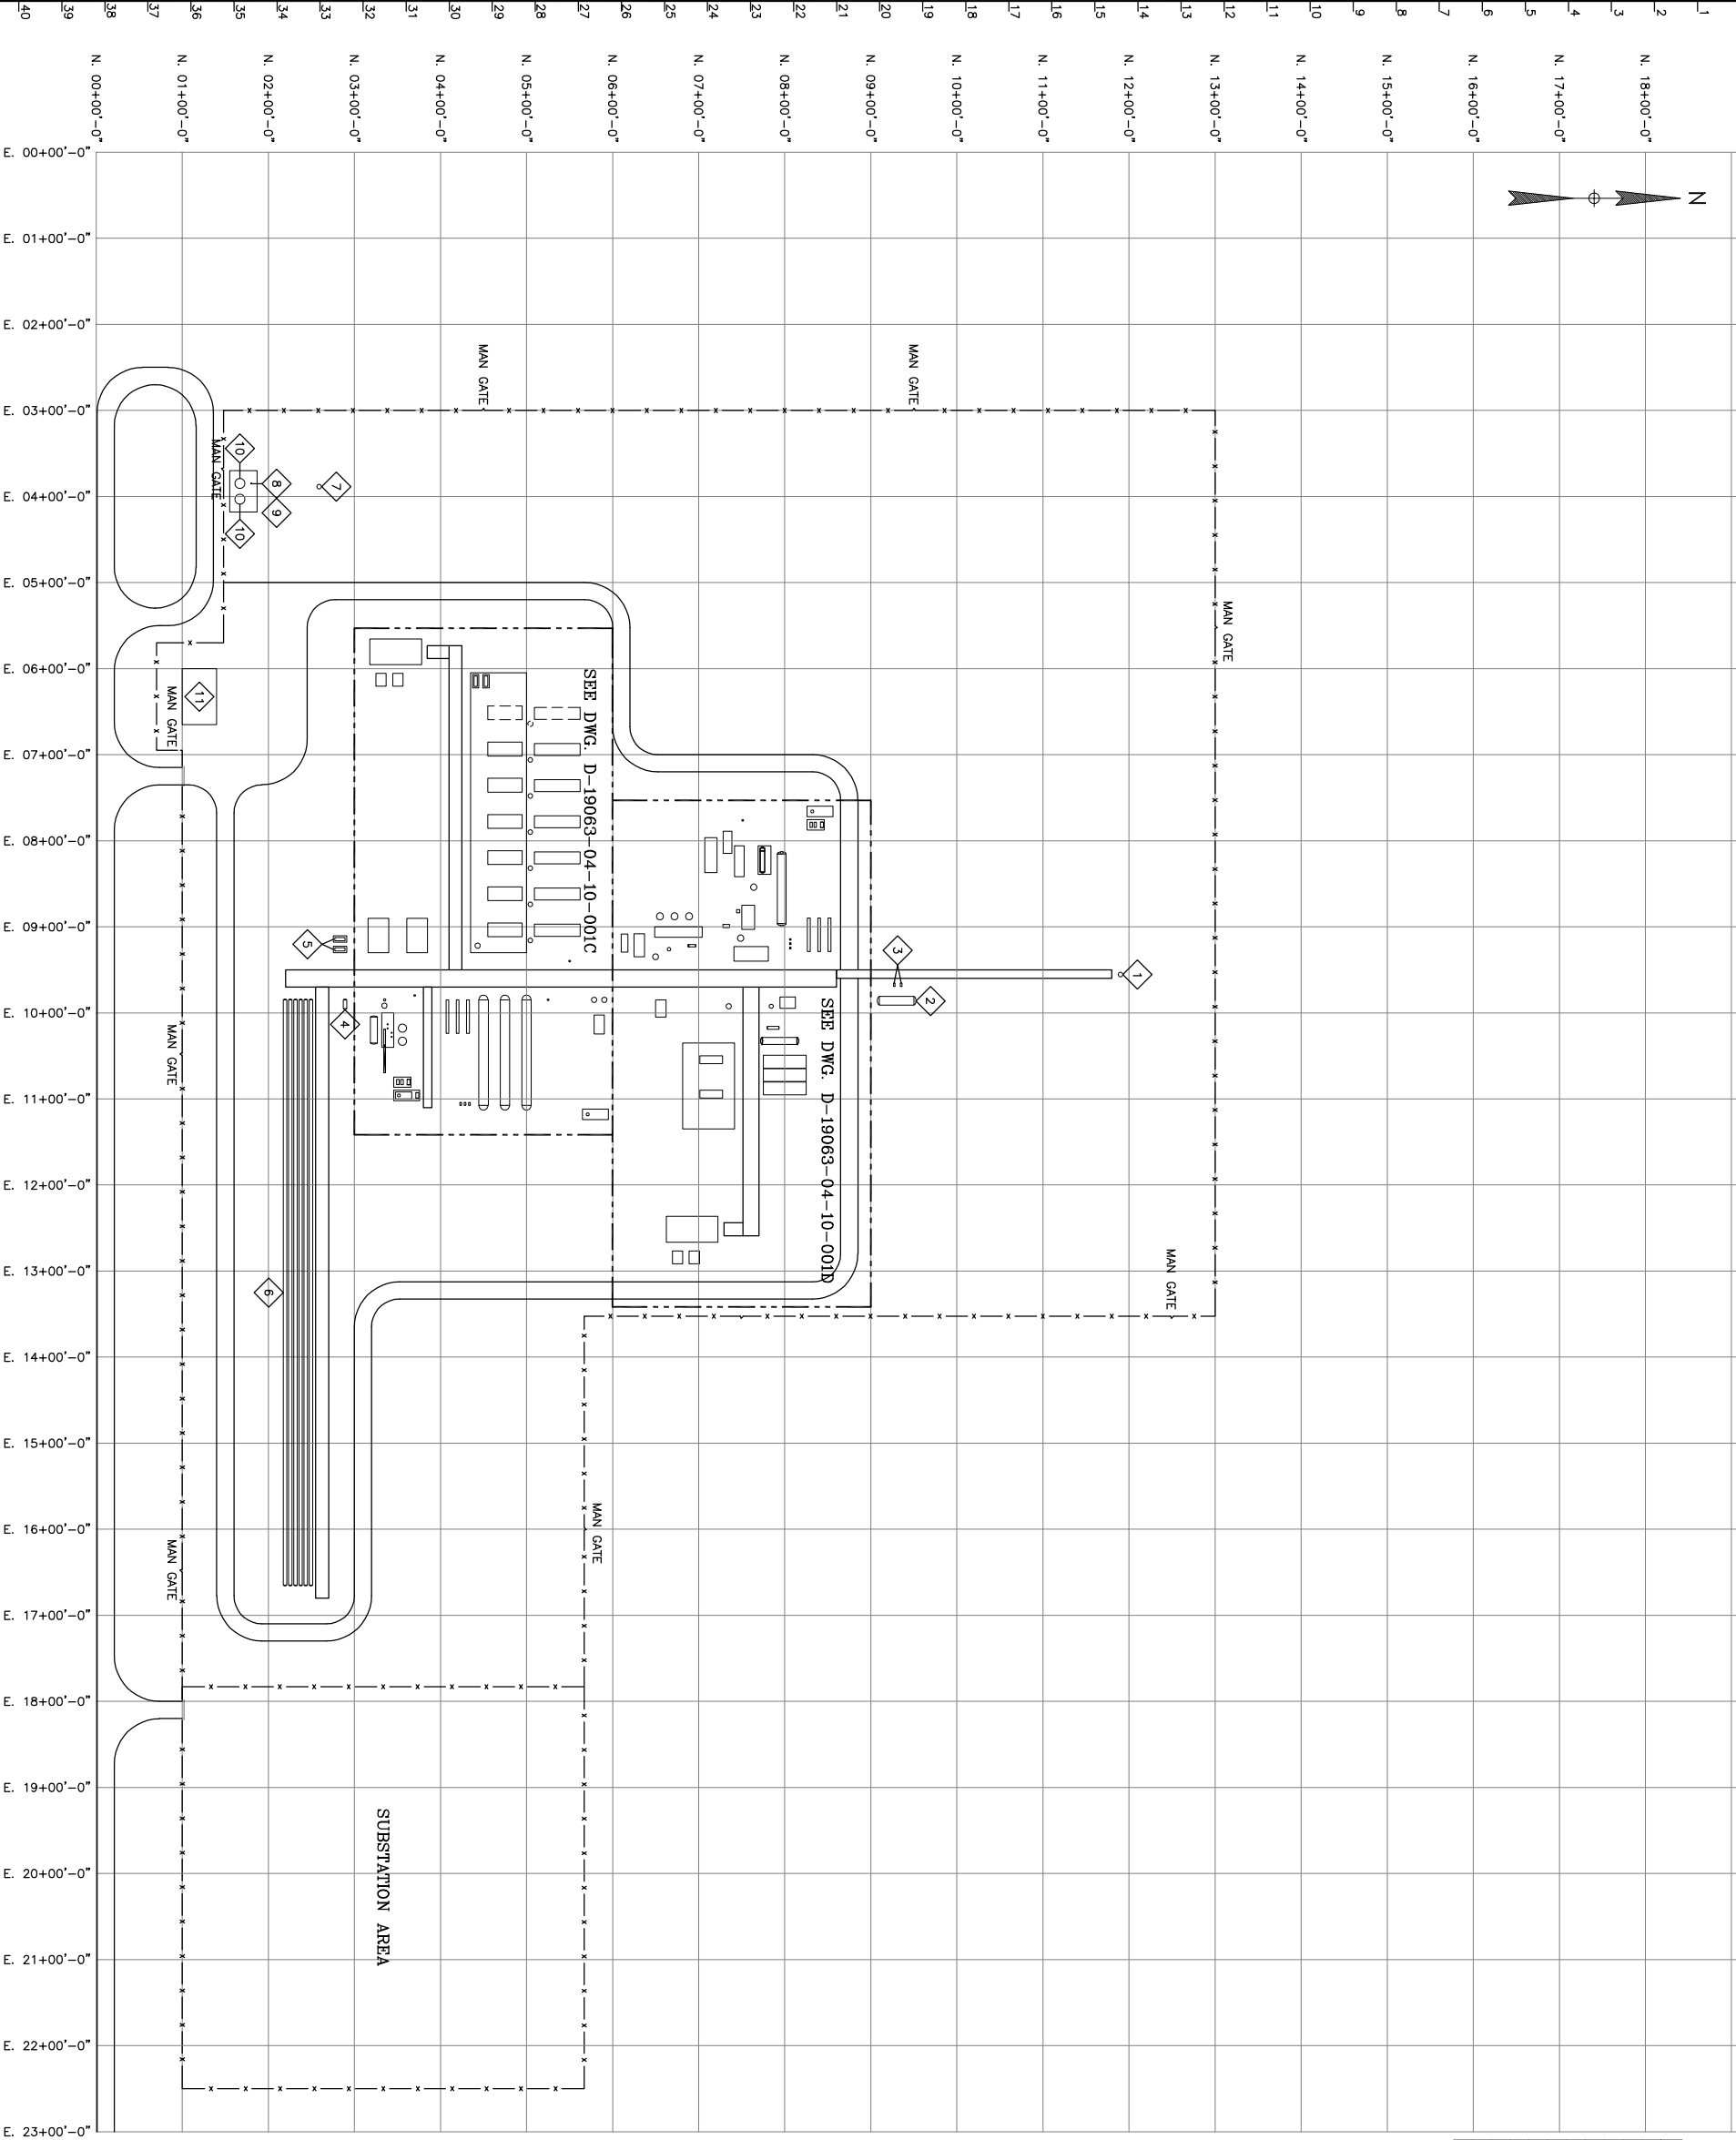 40
39
38
37
36
35
34
33
32
31
30
29
28
27
26
25
24
23
22
21
20
19
18
17
16
15
14
13
12
11
10
9
8
7
6
5
4
3
2
1
N. 00+00'-0"
N. 01+00'-0"
N. 02+00'-0"
N. 03+00'-0"
N. 04+00'-0"
N. 05+00'-0"
N. 06+00'-0"
N. 07+00'-0"
N. 08+00'-0"
N. 09+00'-0"
N. 10+00'-0"
N. 11+00'-0"
N. 12+00'-0"
N. 13+00'-0"
N. 14+00'-0"
N. 15+00'-0"
N. 16+00'-0"
N. 17+00'-0"
N. 18+00'-0"
E. 00+00'-0"
E. 01+00'-0"
E. 02+00'-0"
E. 03+00'-0"
E. 04+00'-0"
E. 05+00'-0"
E. 06+00'-0"
E. 07+00'-0"
E. 08+00'-0"
E. 09+00'-0"
E. 10+00'-0"
E. 11+00'-0"
E. 12+00'-0"
E. 13+00'-0"
E. 14+00'-0"
E. 15+00'-0"
E. 16+00'-0"
E. 17+00'-0"
E. 18+00'-0"
E. 19+00'-0"
E. 20+00'-0"
E. 21+00'-0"
E. 22+00'-0"
E. 23+00'-0"
N
MAN GATE
MAN GATE
MAN GATE
MAN GATE
MAN GATE
MAN GATE
MAN GATE
MAN GATE
MAN GATE
10
8
9
10
7
11
SEE DWG. D-19063-04-10-001C
SEE DWG. D-19063-04-10-001D
5
3
1
2
4
6
SUBSTATION AREA